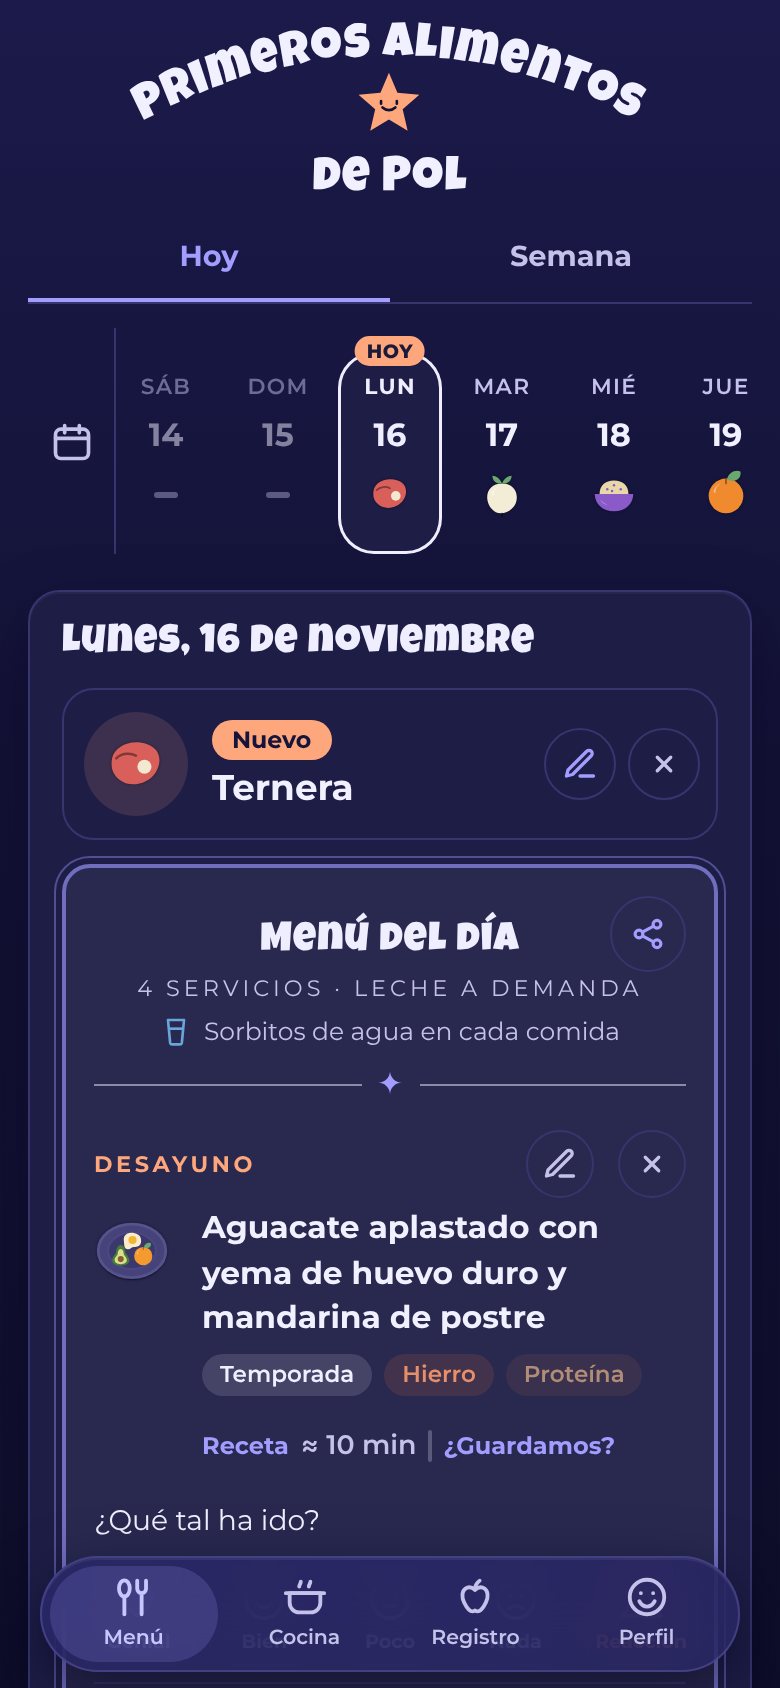 PRIMEROS ALIMENTOS
DE POL
Hoy
Semana
HOY
SÁB
DOM
LUN
MAR
MIÉ
JUE
14
15
16
17
18
19
Lunes, 16 de noviembre
Nuevo
Ternera
Menú del día
4 SERVICIOS · LECHE A DEMANDA
Sorbitos de agua en cada comida
DESAYUNO
Aguacate aplastado con
yema de huevo duro y
mandarina de postre
Temporada Hierro Proteína
Receta ≈ 10 min ¿Guardamos?
¿Qué tal ha ido?
Menú Cocina Registro Perfil